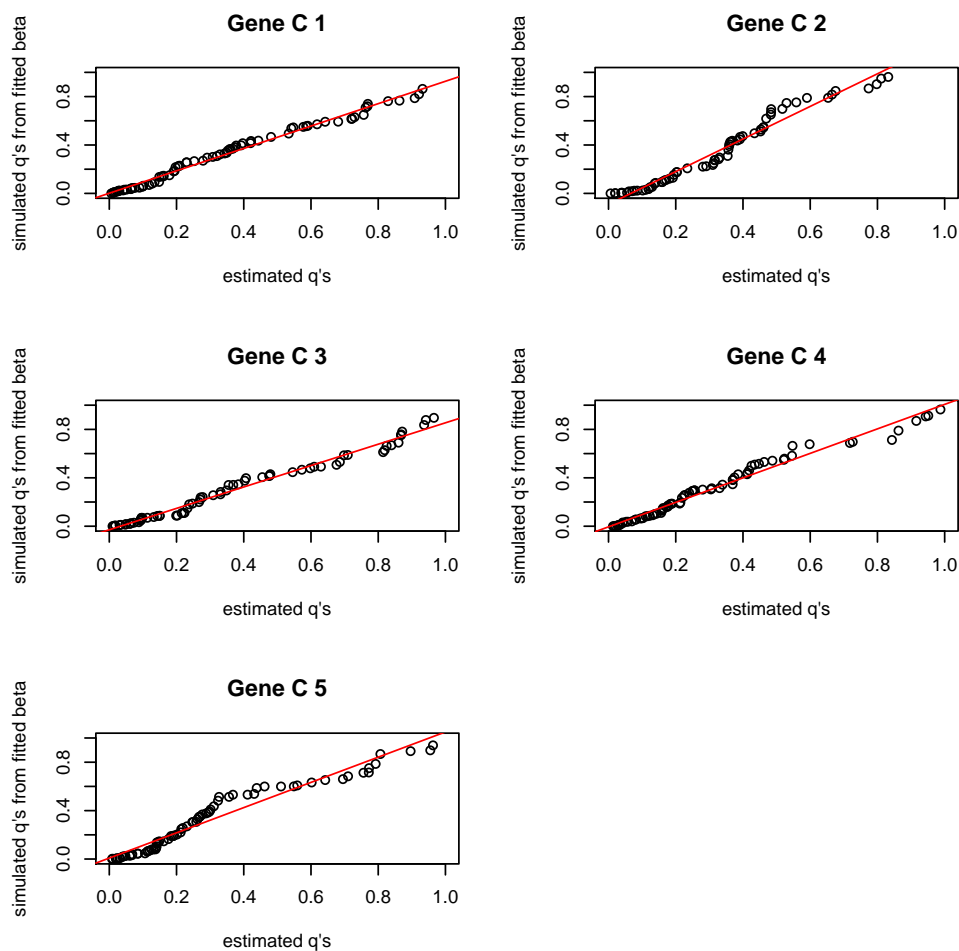 Gene C 1
simulated q's from fitted beta
0.0 0.4 0.8
0.0 0.2 0.4 0.6 0.8 1.0
estimated q's
Gene C 2
simulated q's from fitted beta
0.0 0.4 0.8
0.0 0.2 0.4 0.6 0.8 1.0
estimated q's
Gene C 3
simulated q's from fitted beta
0.0 0.4 0.8
0.0 0.2 0.4 0.6 0.8 1.0
estimated q's
Gene C 4
simulated q's from fitted beta
0.0 0.4 0.8
0.0 0.2 0.4 0.6 0.8 1.0
estimated q's
Gene C 5
simulated q's from fitted beta
0.0 0.4 0.8
0.0 0.2 0.4 0.6 0.8 1.0
estimated q's